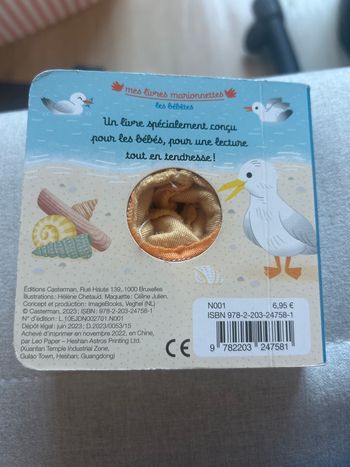 mes livres marionnettes
les bébêtes
Un livre spécialement conçu
pour les bébés, pour une lecture
tout en tendresse !
Éditions Casterman, Rue Haute 139, 1000 Bruxelles
Illustrations : Hélène Chetaud. Maquette : Céline Julien.
Concept et production : ImageBooks, Veghel (NL)
© Casterman, 2023 ; ISBN : 978-2-203-24758-1
N° d'édition : L.10EJDN002701.N001
Dépôt légal : juin 2023 ; D.2023/0053/15
Achevé d'imprimer en novembre 2022, en Chine,
par Leo Paper – Heshan Astros Printing Ltd.
(Xuantan Temple Industrial Zone,
Gulao Town, Heshan, Guangdong)
CE
N001 6,95 €
ISBN 978-2-203-24758-1
9 782203 247581